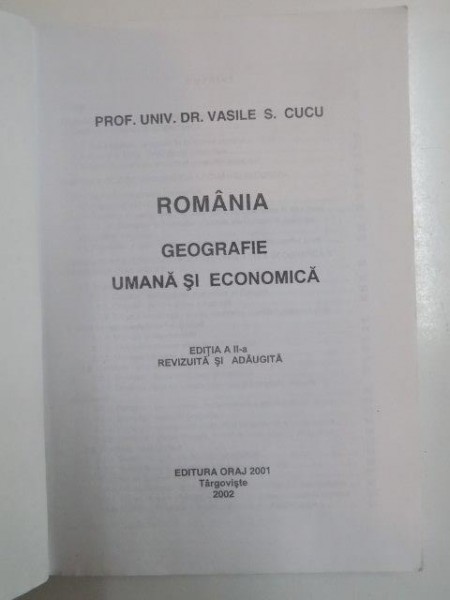 PROF. UNIV. DR. VASILE S. CUCU
ROMÂNIA
GEOGRAFIE
UMANĂ ŞI ECONOMICĂ
EDIŢIA A II-a
REVIZUITĂ ŞI ADĂUGITĂ
EDITURA ORAJ 2001
Târgovişte
2002